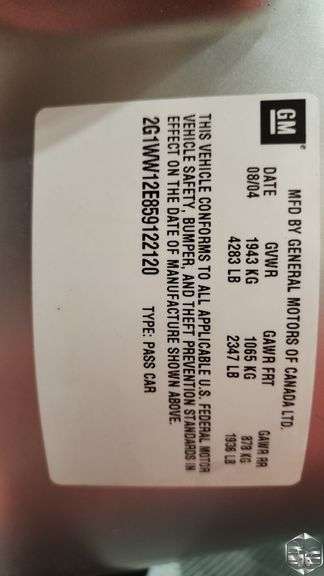 GM
MFD BY GENERAL MOTORS OF CANADA LTD.
DATE GVWR GAWR FRT GAWR RR
08/04 1943 KG 1065 KG 878 KG
4283 LB 2347 LB 1936 LB
THIS VEHICLE CONFORMS TO ALL APPLICABLE U.S. FEDERAL MOTOR
VEHICLE SAFETY, BUMPER, AND THEFT PREVENTION STANDARDS IN
EFFECT ON THE DATE OF MANUFACTURE SHOWN ABOVE.
2G1WW12E859122120 TYPE: PASS CAR